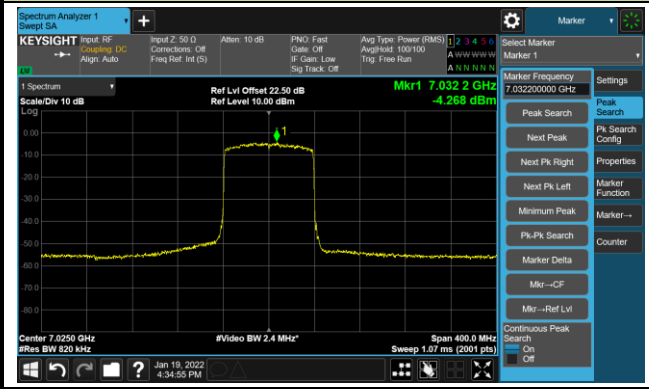 Spectrum Analyzer 1
Swept SA
+
Marker
KEYSIGHT
Input: RF
Coupling: DC
Align: Auto
Input Z: 50 Ω
Corrections: Off
Freq Ref: Int (S)
Atten: 10 dB
PNO: Fast
Gate: Off
IF Gain: Low
Sig Track: Off
Avg Type: Power (RMS)
Avg|Hold: 100/100
Trig: Free Run
1 2 3 4 5 6
A W W W W W
A N N N N N
Select Marker
Marker 1
1 Spectrum
Scale/Div 10 dB
Log
Ref Lvl Offset 22.50 dB
Ref Level 10.00 dBm
Mkr1 7.032 2 GHz
-4.268 dBm
Marker Frequency
7.032200000 GHz
Peak Search
Next Peak
Next Pk Right
Next Pk Left
Minimum Peak
Pk-Pk Search
Marker Delta
Mkr→CF
Mkr→Ref Lvl
Continuous Peak
Search
On
Off
Settings
Peak
Search
Pk Search
Config
Properties
Marker
Function
Marker→
Counter
1
0.00
-10.0
-20.0
-30.0
-40.0
-50.0
-60.0
-70.0
-80.0
Center 7.0250 GHz
#Res BW 820 kHz
#Video BW 2.4 MHz*
Span 400.0 MHz
Sweep 1.07 ms (2001 pts)
?
Jan 19, 2022
4:34:55 PM